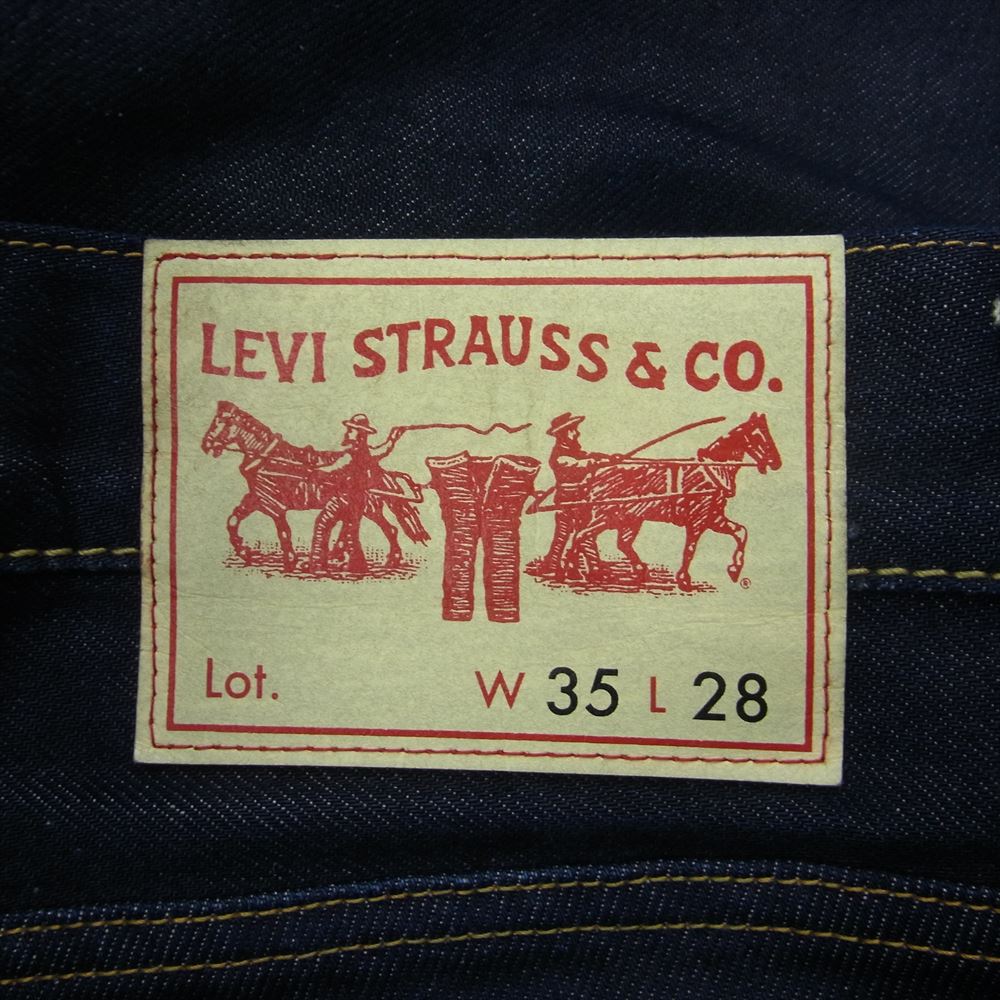 LEVI STRAUSS & CO.
®
Lot. W 35 L 28